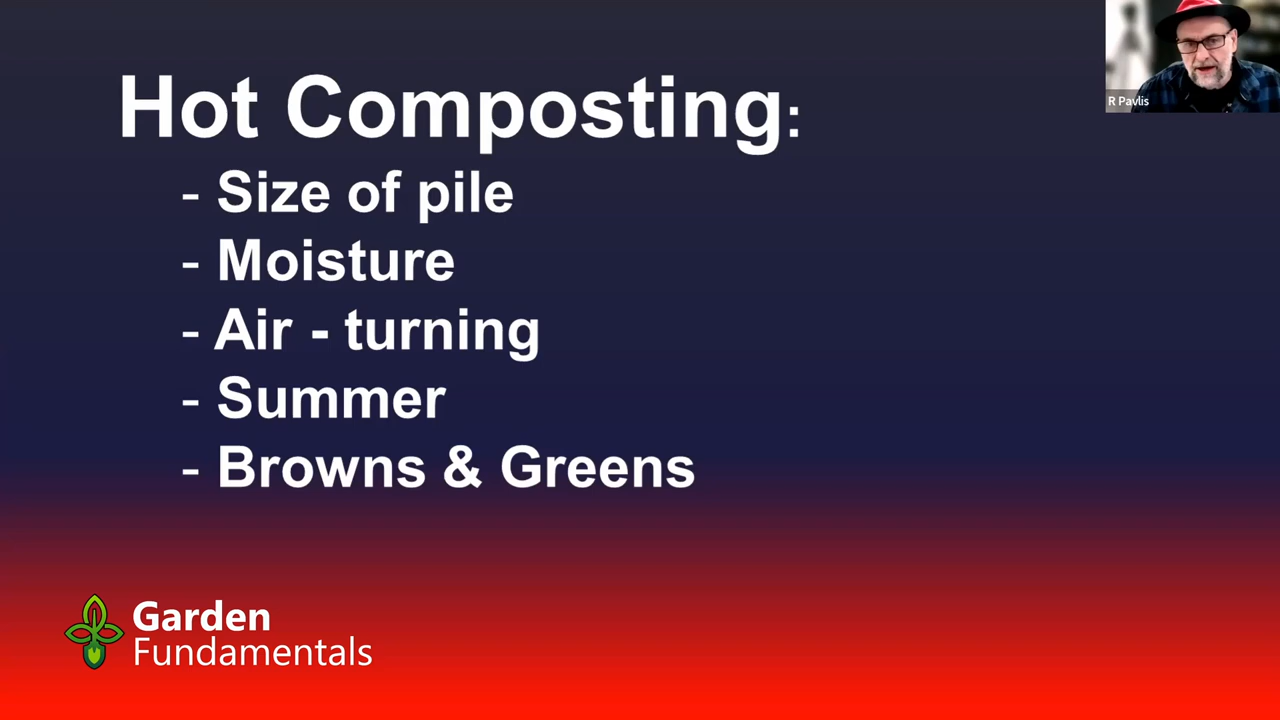 Hot Composting:
- Size of pile
- Moisture
- Air - turning
- Summer
- Browns & Greens
R Pavlis
Garden
Fundamentals